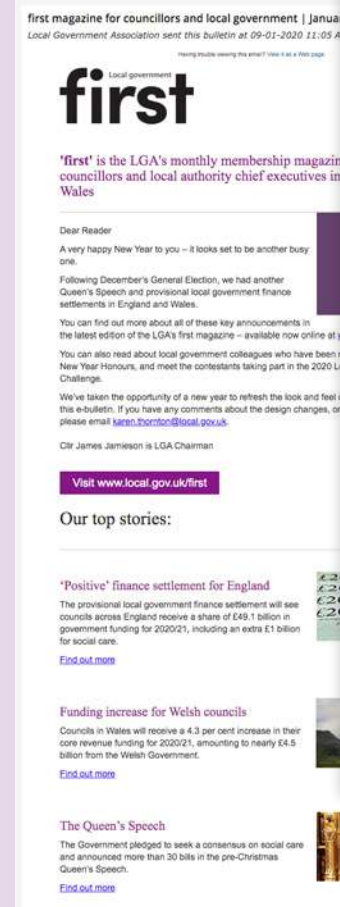 first magazine for councillors and local government | Janua
Local Government Association sent this bulletin at 09-01-2020 11:05 A
Having trouble viewing this email? View it as a Web page.
Local government
first
'first' is the LGA's monthly membership magazin
councillors and local authority chief executives in
Wales
Dear Reader
A very happy New Year to you – it looks set to be another busy
one.
Following December's General Election, we had another
Queen's Speech and provisional local government finance
settlements in England and Wales.
You can find out more about all of these key announcements in
the latest edition of the LGA's first magazine – available now online at
You can also read about local government colleagues who have been
New Year Honours, and meet the contestants taking part in the 2020
Challenge.
We've taken the opportunity of a new year to refresh the look and feel
this e-bulletin. If you have any comments about the design changes, or
please email karen.thornton@local.gov.uk.
Cllr James Jamieson is LGA Chairman
Visit www.local.gov.uk/first
Our top stories:
'Positive' finance settlement for England
The provisional local government finance settlement will see
councils across England receive a share of £49.1 billion in
government funding for 2020/21, including an extra £1 billion
for social care.
Find out more
Funding increase for Welsh councils
Councils in Wales will receive a 4.3 per cent increase in their
core revenue funding for 2020/21, amounting to nearly £4.5
billion from the Welsh Government.
Find out more
The Queen's Speech
The Government pledged to seek a consensus on social care
and announced more than 30 bills in the pre-Christmas
Queen's Speech.
Find out more